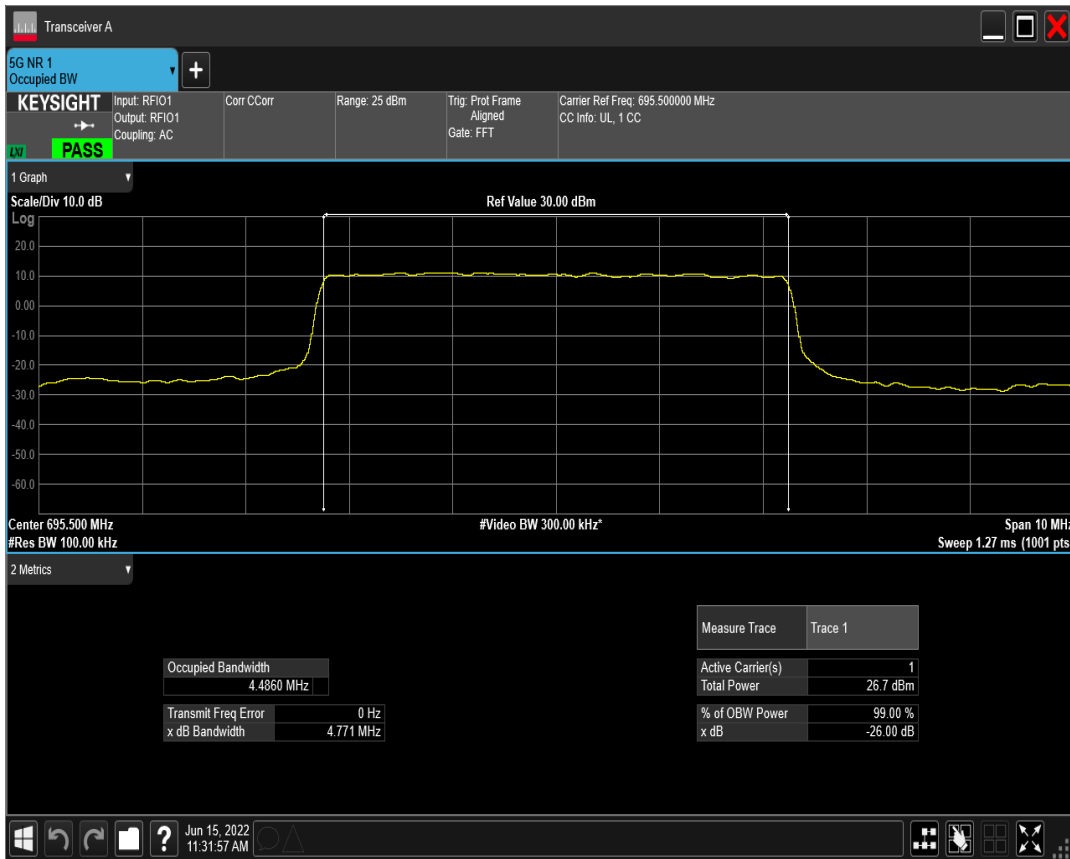 Transceiver A
5G NR 1
Occupied BW
KEYSIGHT
LXI
PASS
Input: RFIO1
Output: RFIO1
Coupling: AC
Corr CCorr
Range: 25 dBm
Trig: Prot Frame
Aligned
Gate: FFT
Carrier Ref Freq: 695.500000 MHz
CC Info: UL, 1 CC
1 Graph
Scale/Div 10.0 dB
Ref Value 30.00 dBm
Log
20.0
10.0
0.00
-10.0
-20.0
-30.0
-40.0
-50.0
-60.0
Center 695.500 MHz
#Video BW 300.00 kHz*
Span 10 MHz
#Res BW 100.00 kHz
Sweep 1.27 ms (1001 pts
2 Metrics
Measure Trace Trace 1
Occupied Bandwidth
4.4860 MHz
Active Carrier(s) 1
Total Power 26.7 dBm
Transmit Freq Error 0 Hz
x dB Bandwidth 4.771 MHz
% of OBW Power 99.00 %
x dB -26.00 dB
?
Jun 15, 2022
11:31:57 AM